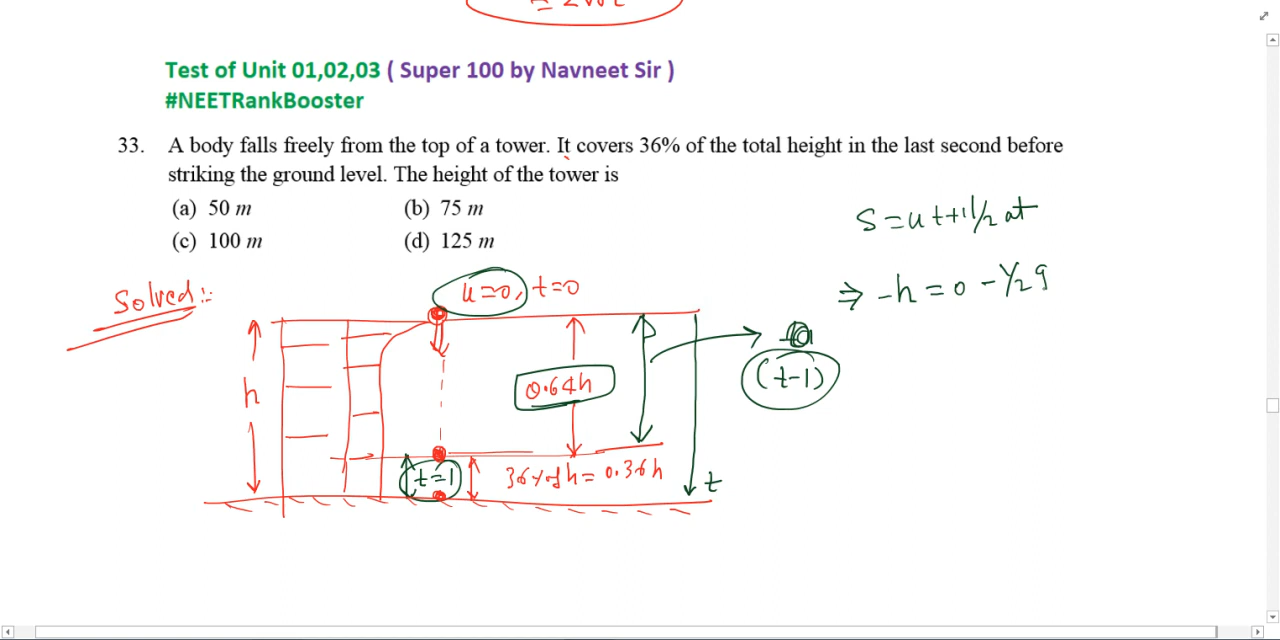 Test of Unit 01,02,03 ( Super 100 by Navneet Sir )
#NEETRankBooster
33. A body falls freely from the top of a tower. It covers 36% of the total height in the last second before
striking the ground level. The height of the tower is
(a) 50 m (b) 75 m
(c) 100 m (d) 125 m
S = ut + 1/2 at
⇒ -h = 0 - 1/2 g
Solved:-
u=0, t=0
h
0.64h
(t-1)
t=1
36% of h = 0.36h
t